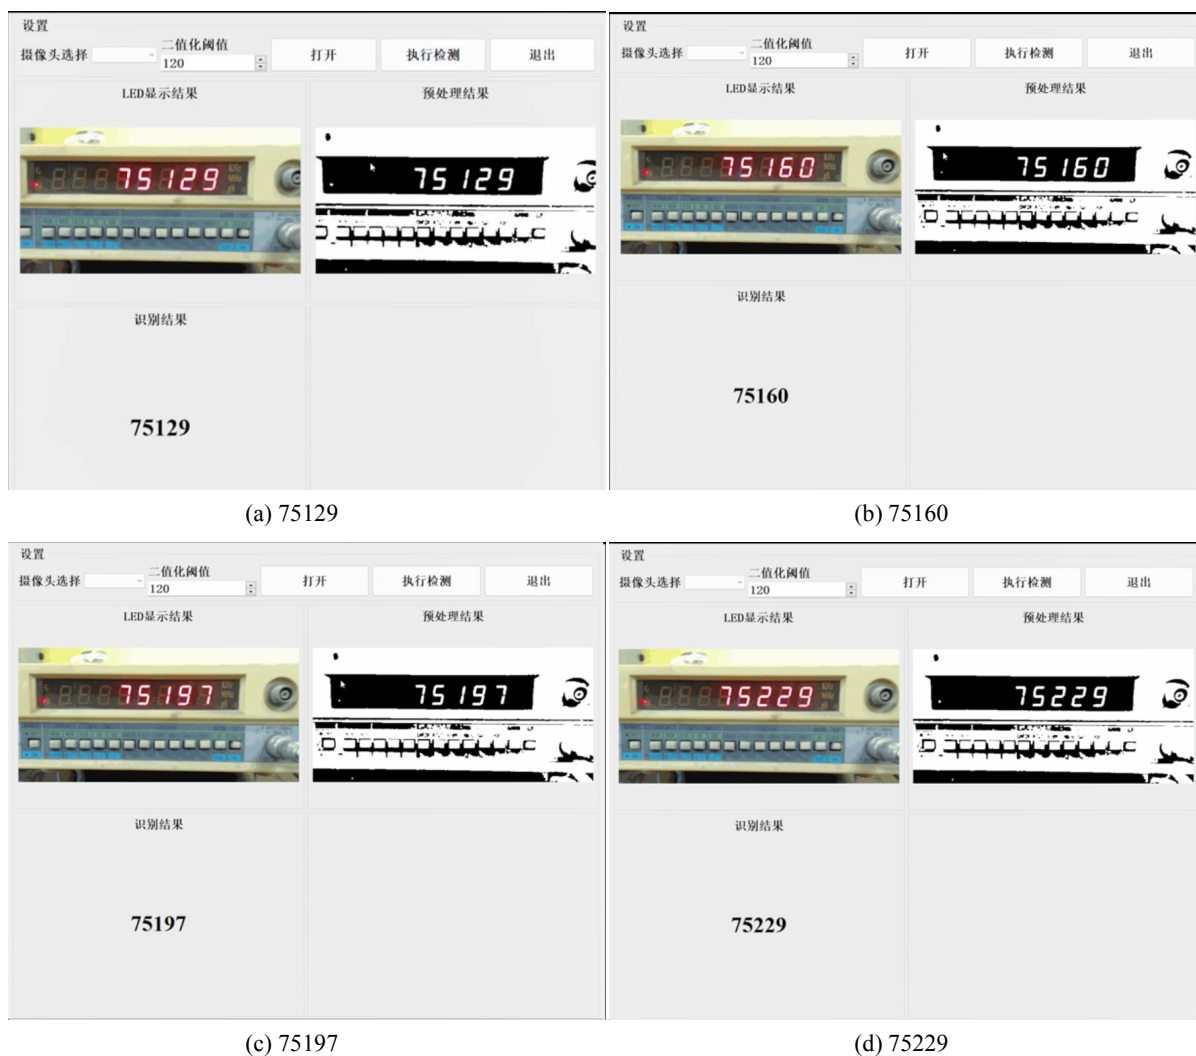 设置
摄像头选择
二值化阈值
120
打开
执行检测
退出
LED显示结果
预处理结果
75129
75129
识别结果
75129
(a) 75129
设置
摄像头选择
二值化阈值
120
打开
执行检测
退出
LED显示结果
预处理结果
75160
75160
识别结果
75160
(b) 75160
设置
摄像头选择
二值化阈值
120
打开
执行检测
退出
LED显示结果
预处理结果
75197
75197
识别结果
75197
(c) 75197
设置
摄像头选择
二值化阈值
120
打开
执行检测
退出
LED显示结果
预处理结果
75229
75229
识别结果
75229
(d) 75229